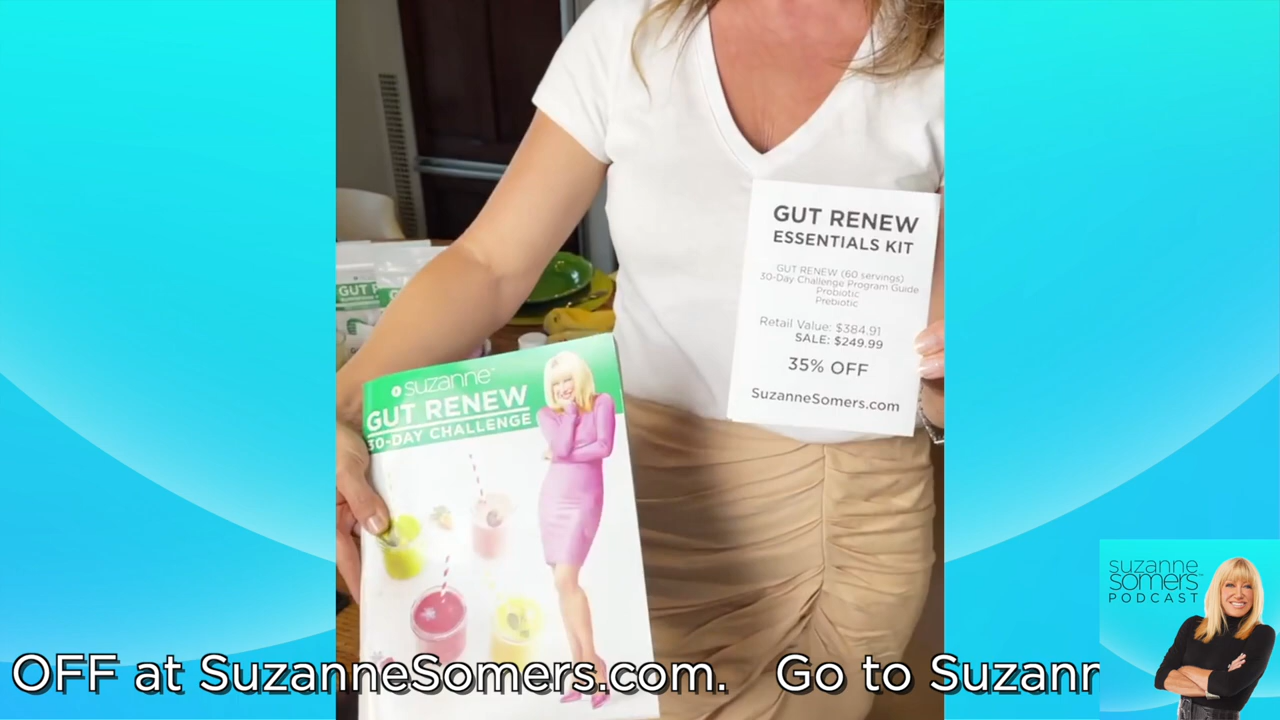 GUT RENEW
ESSENTIALS KIT
GUT RENEW (60 servings)
30-Day Challenge Program Guide
Probiotic
Prebiotic
Retail Value: $384.91
SALE: $249.99
35% OFF
SuzanneSomers.com
GUT
suzanne
GUT RENEW
30-DAY CHALLENGE
suzanne
somers
PODCAST
OFF at SuzanneSomers.com. Go to Suzann